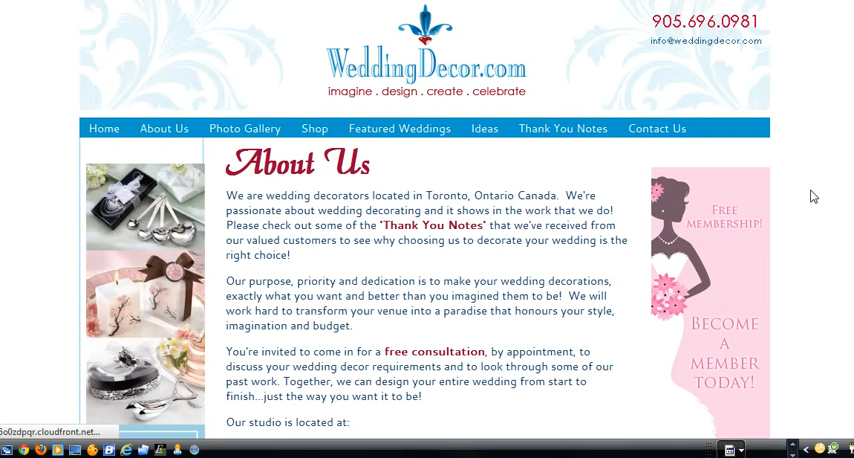 905.696.0981
info@weddingdecor.com
WeddingDecor.com
imagine . design . create . celebrate
Home About Us Photo Gallery Shop Featured Weddings Ideas Thank You Notes Contact Us
About Us
We are wedding decorators located in Toronto, Ontario Canada. We're
passionate about wedding decorating and it shows in the work that we do!
Please check out some of the "Thank You Notes" that we've received from
our valued customers to see why choosing us to decorate your wedding is the
right choice!
Our purpose, priority and dedication is to make your wedding decorations,
exactly what you want and better than you imagined them to be! We will
work hard to transform your venue into a paradise that honours your style,
imagination and budget.
You're invited to come in for a free consultation, by appointment, to
discuss your wedding decor requirements and to look through some of our
past work. Together, we can design your entire wedding from start to
finish...just the way you want it to be!
Our studio is located at:
Free
membership!
Become
a
member
today!
5o0zdpqr.cloudfront.net...